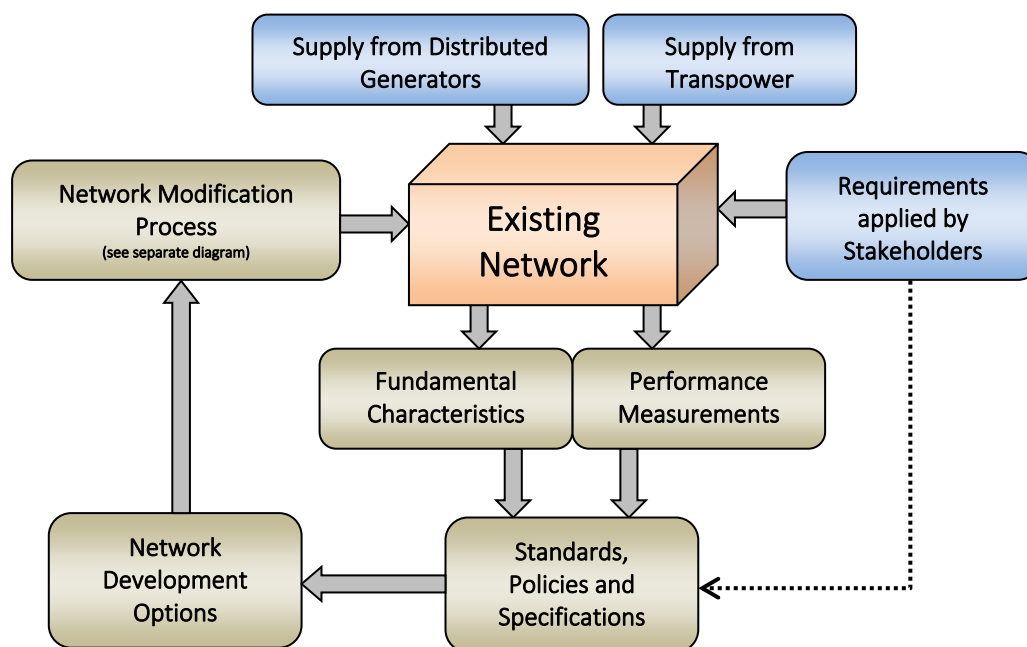 Supply from Distributed
Generators
Supply from
Transpower
Network Modification
Process
(see separate diagram)
Existing
Network
Requirements
applied by
Stakeholders
Fundamental
Characteristics
Performance
Measurements
Network
Development
Options
Standards,
Policies and
Specifications